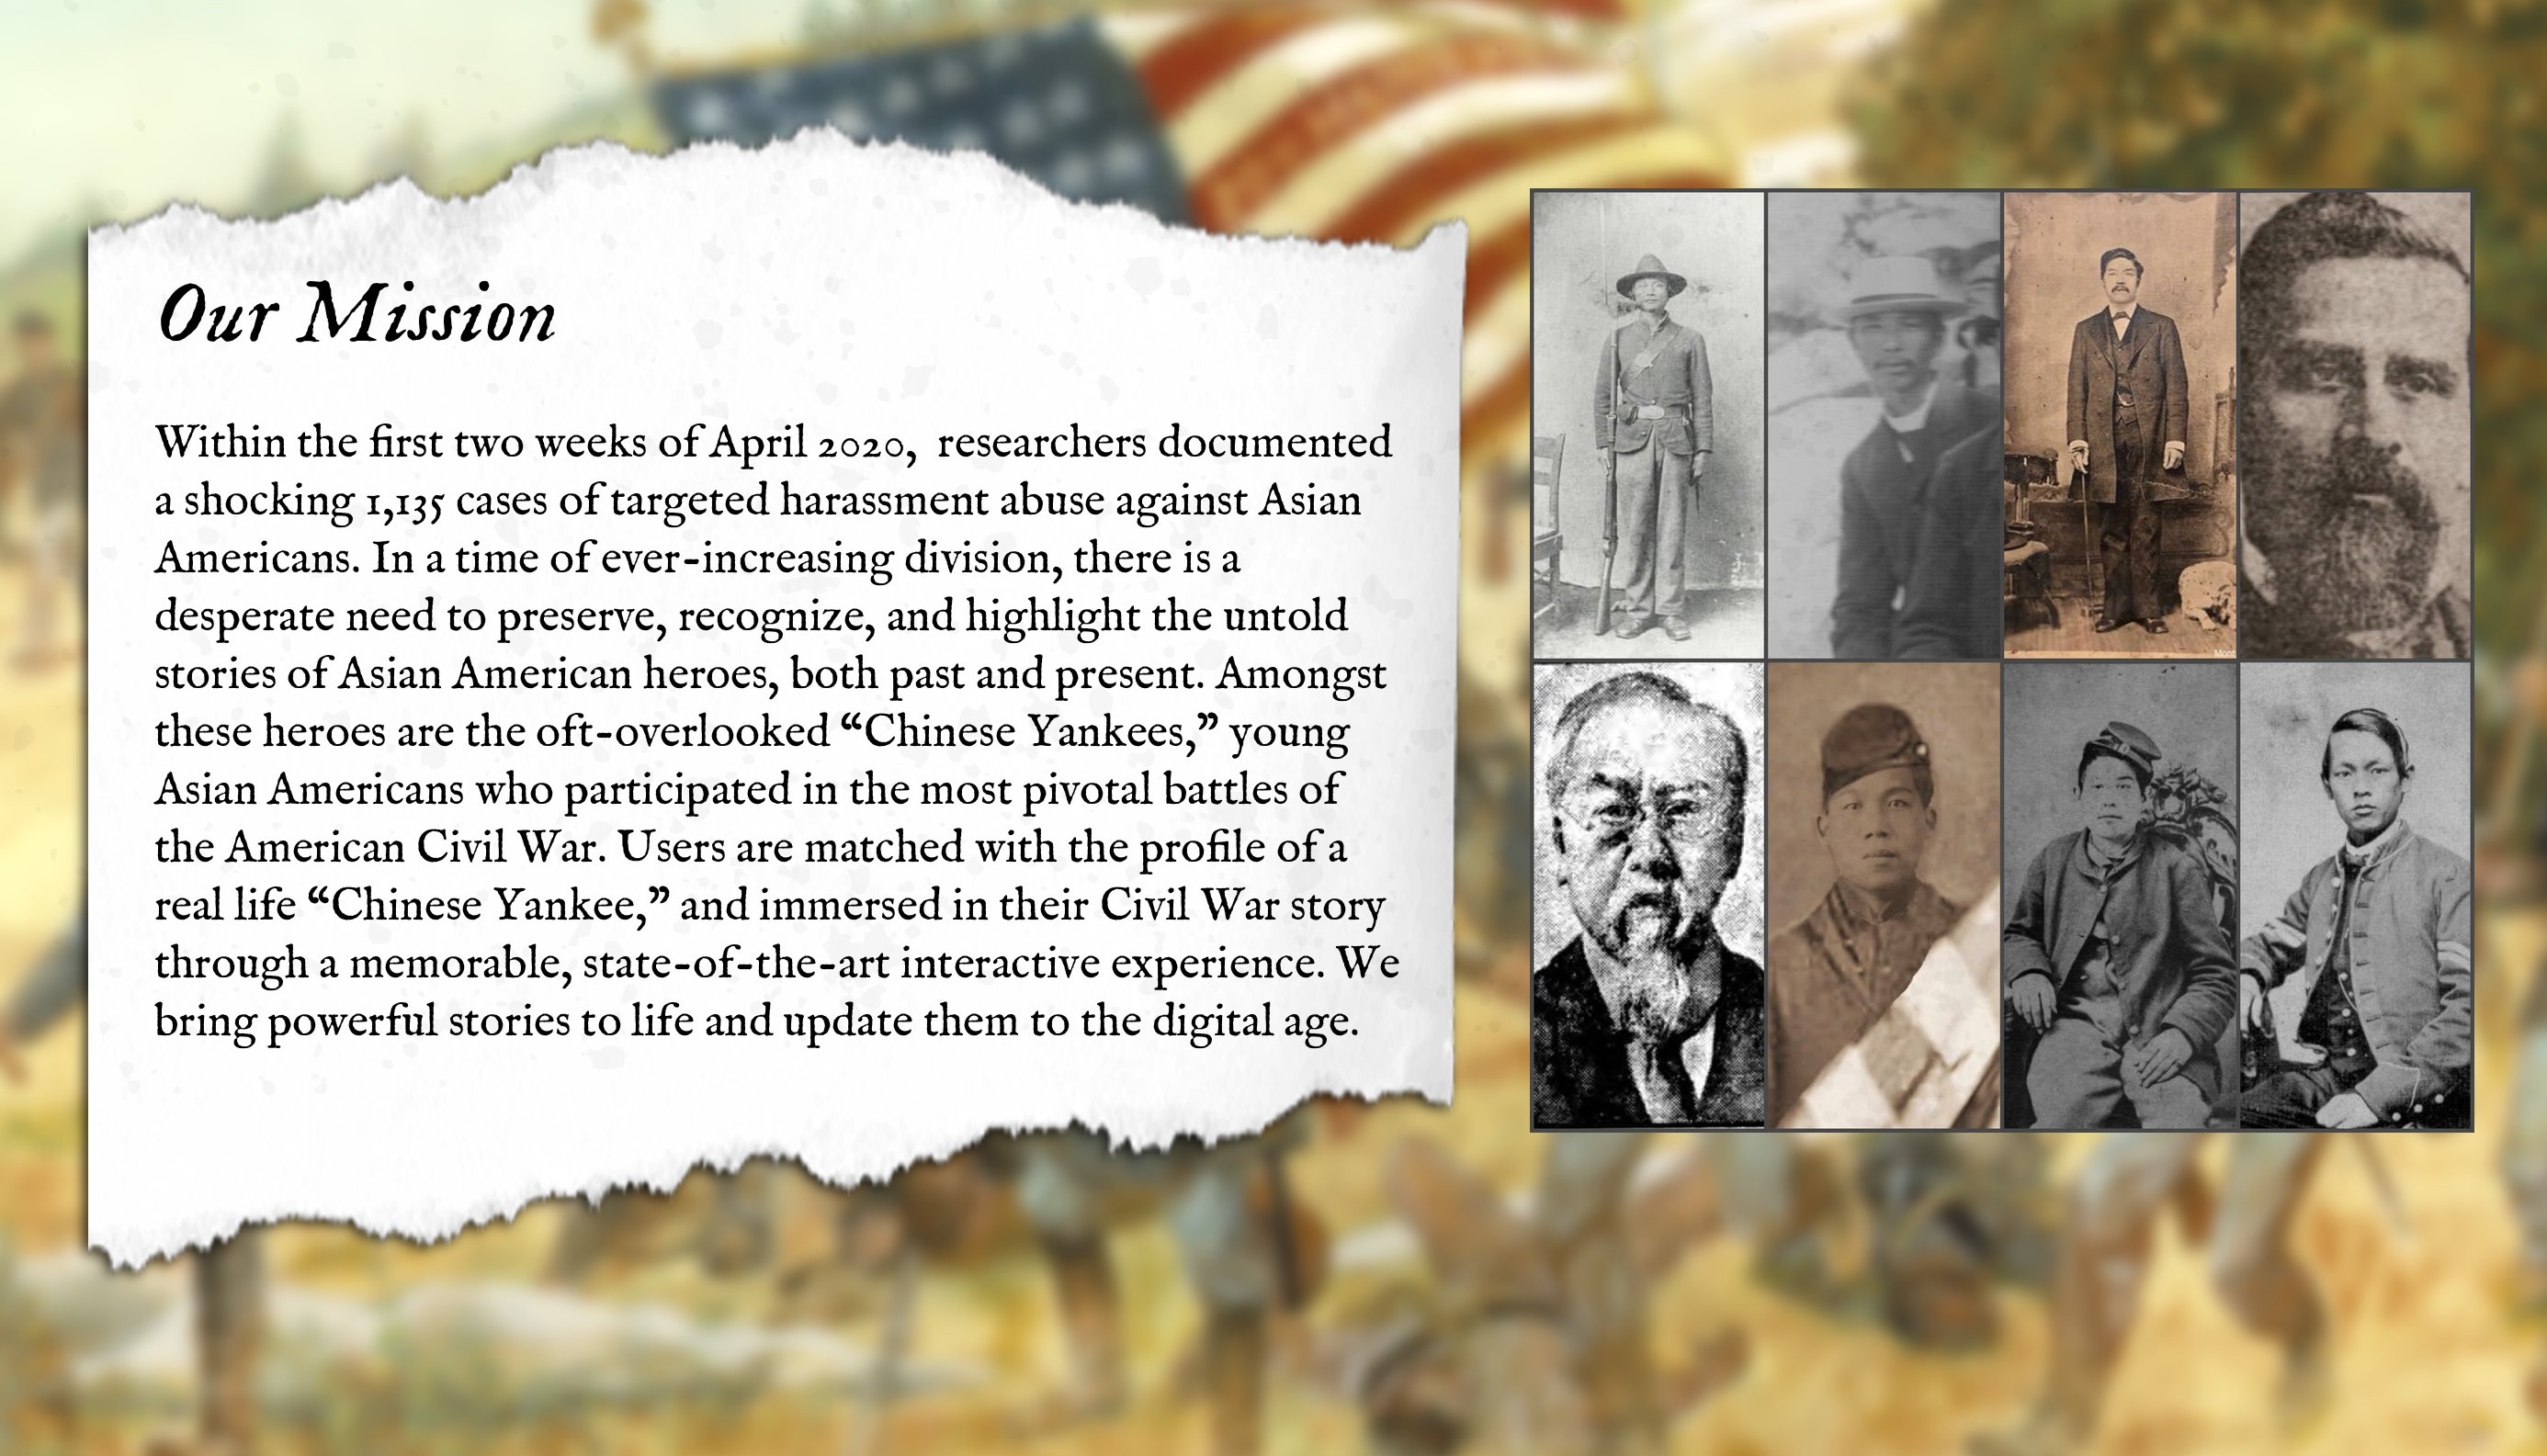 Our Mission
Within the first two weeks of April 2020,  researchers documented
a shocking 1,135 cases of targeted harassment abuse against Asian
Americans. In a time of ever-increasing division, there is a
desperate need to preserve, recognize, and highlight the untold
stories of Asian American heroes, both past and present. Amongst
these heroes are the oft-overlooked “Chinese Yankees,” young
Asian Americans who participated in the most pivotal battles of
the American Civil War. Users are matched with the profile of a
real life “Chinese Yankee,” and immersed in their Civil War story
through a memorable, state-of-the-art interactive experience. We
bring powerful stories to life and update them to the digital age.